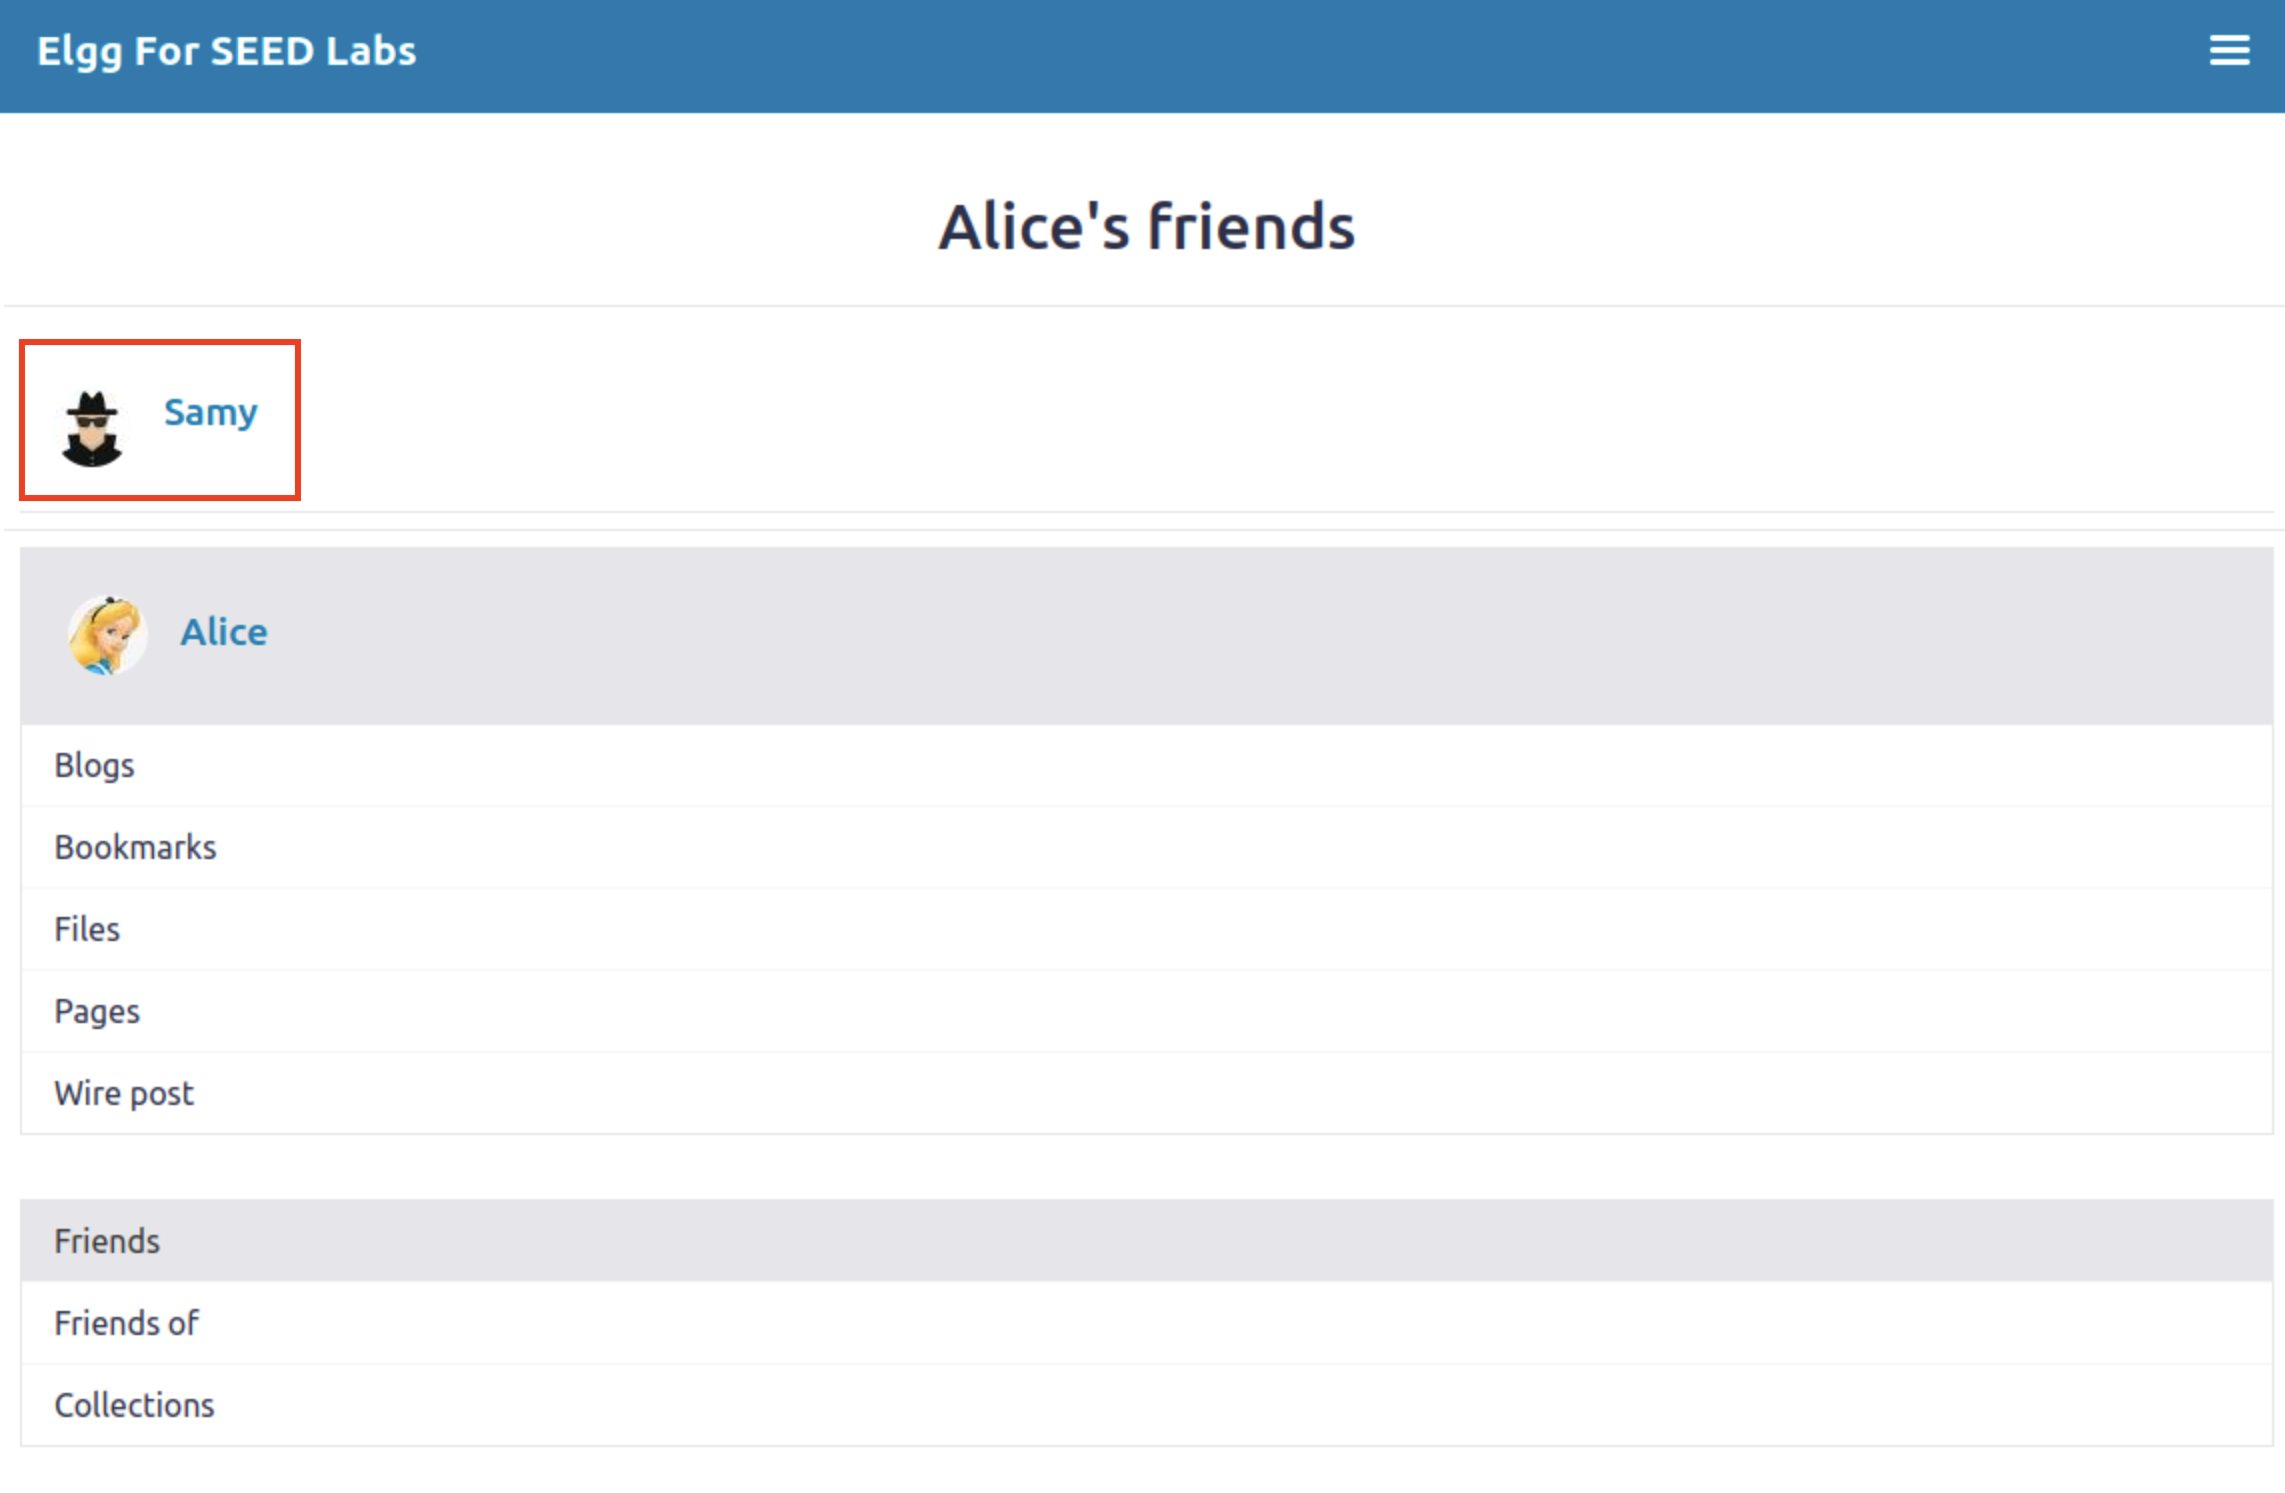 Elgg For SEED Labs
Alice's friends
Samy
Alice
Blogs
Bookmarks
Files
Pages
Wire post
Friends
Friends of
Collections